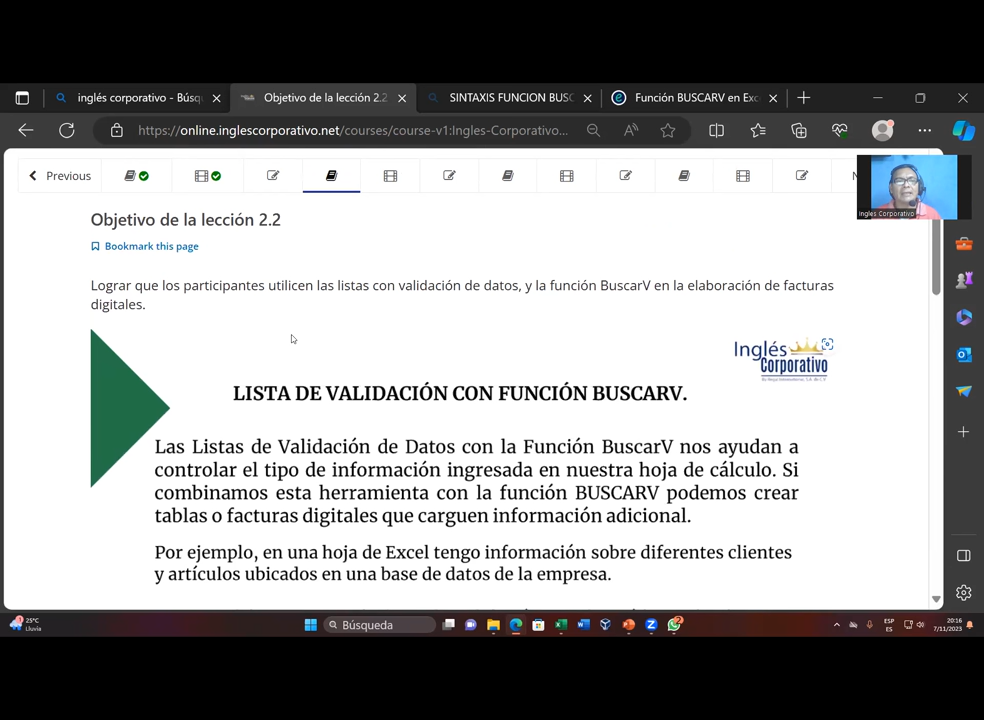 inglés corporativo - Búsqu
Objetivo de la lección 2.2
SINTAXIS FUNCION BUSC
Función BUSCARV en Exce
https://online.inglescorporativo.net/courses/course-v1:Ingles-Corporativo...
Previous
N
Ingles Corporativo
Objetivo de la lección 2.2
Bookmark this page
Lograr que los participantes utilicen las listas con validación de datos, y la función BuscarV en la elaboración de facturas
digitales.
Inglés
Corporativo
LISTA DE VALIDACIÓN CON FUNCIÓN BUSCARV.
Las Listas de Validación de Datos con la Función BuscarV nos ayudan a
controlar el tipo de información ingresada en nuestra hoja de cálculo. Si
combinamos esta herramienta con la función BUSCARV podemos crear
tablas o facturas digitales que carguen información adicional.
Por ejemplo, en una hoja de Excel tengo información sobre diferentes clientes
y artículos ubicados en una base de datos de la empresa.
25°C
Lluvia
Búsqueda
ESP
ES
20:16
7/11/2023